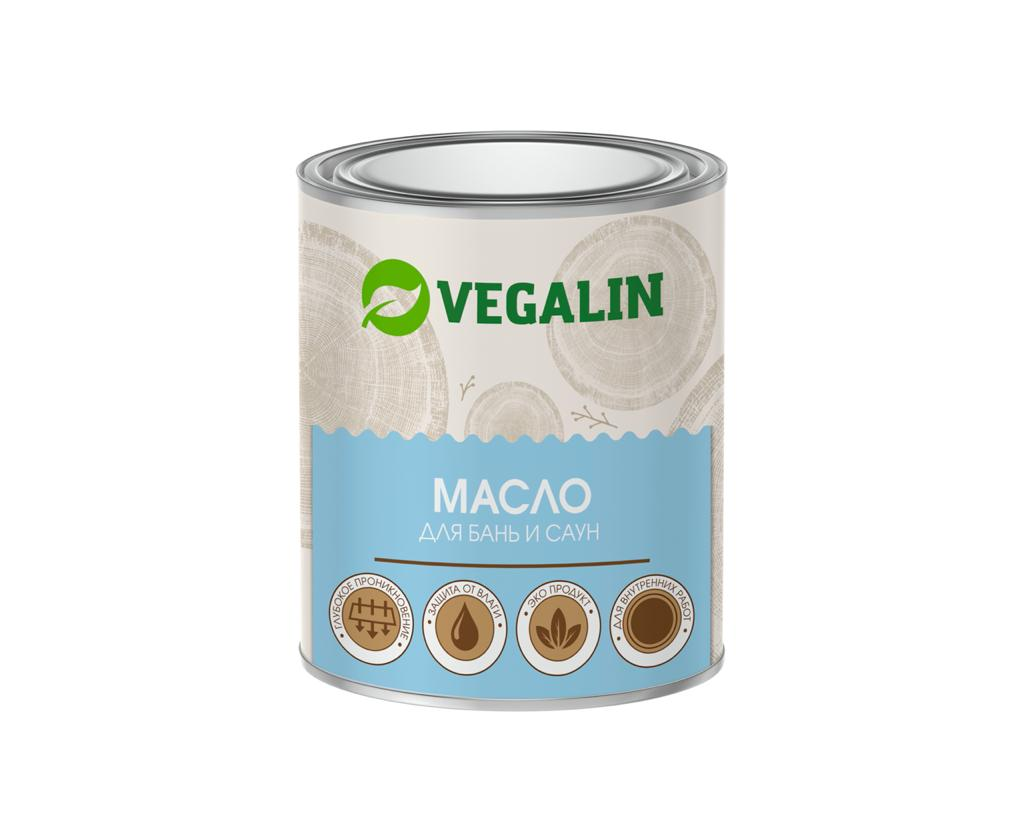 VEGALIN
МАСЛО
ДЛЯ БАНЬ И САУН
• ГЛУБОКОЕ ПРОНИКНОВЕНИЕ •
• ЗАЩИТА ОТ ВЛАГИ •
• ЭКО ПРОДУКТ •
• ДЛЯ ВНУТРЕННИХ РАБОТ •